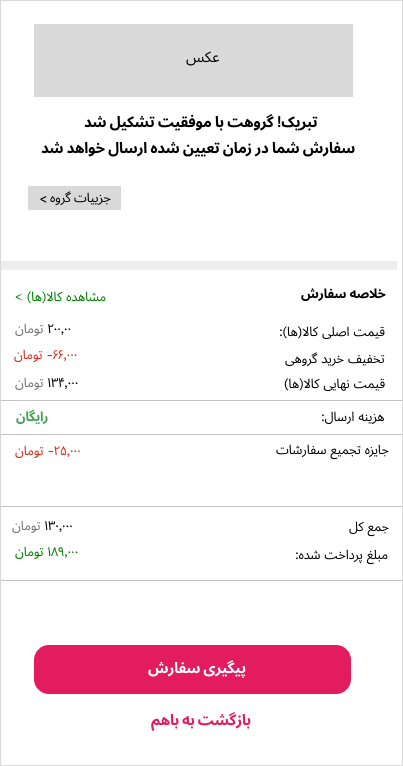 عکس
تبریک! گروهت با موفقیت تشکیل شد
سفارش شما در زمان تعیین شده ارسال خواهد شد
جزییات گروه >
خلاصه سفارش مشاهده کالا(ها) >
قیمت اصلی کالا(ها): ۲۰۰,۰۰ تومان
تخفیف خرید گروهی ۶۶,۰۰۰- تومان
قیمت نهایی کالا(ها) ۱۳۴,۰۰۰ تومان
هزینه ارسال: رایگان
جایزه تجمیع سفارشات ۲۵,۰۰۰- تومان
جمع کل ۱۳۰,۰۰۰ تومان
مبلغ پرداخت شده: ۱۸۹,۰۰۰ تومان
پیگیری سفارش
بازگشت به باهم